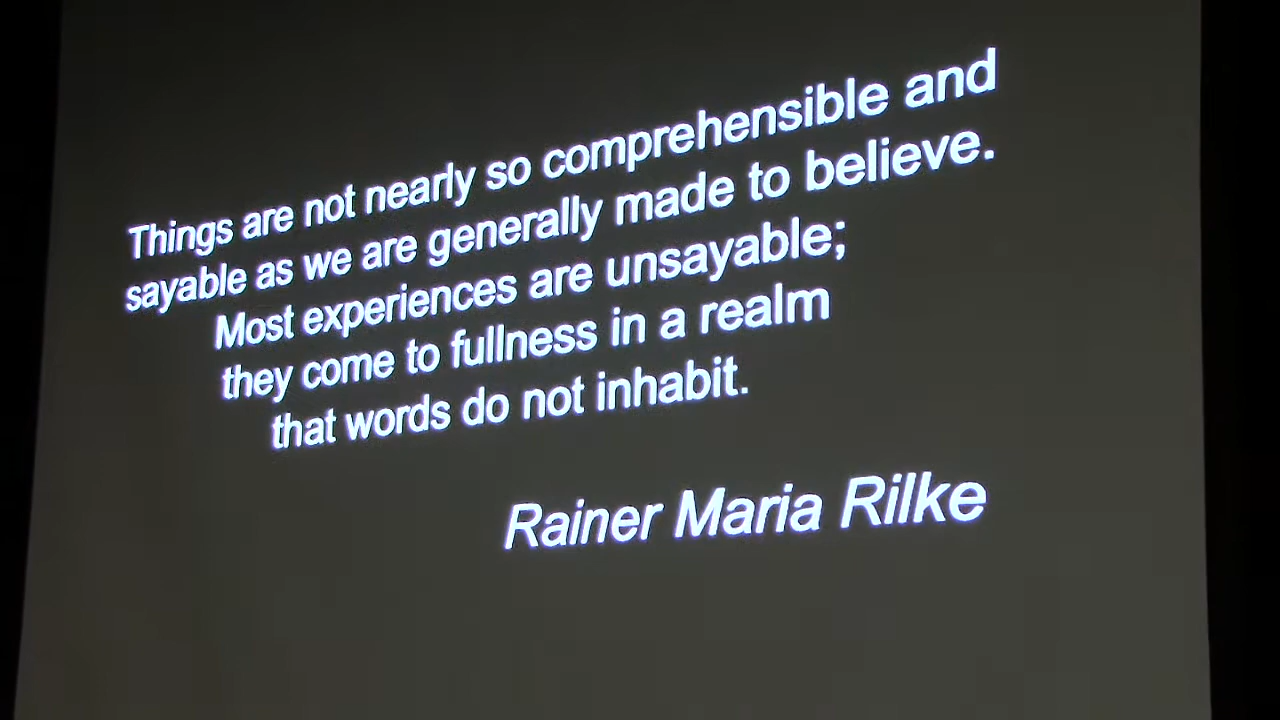 Things are not nearly so comprehensible and
sayable as we are generally made to believe.
Most experiences are unsayable;
they come to fullness in a realm
that words do not inhabit.
Rainer Maria Rilke